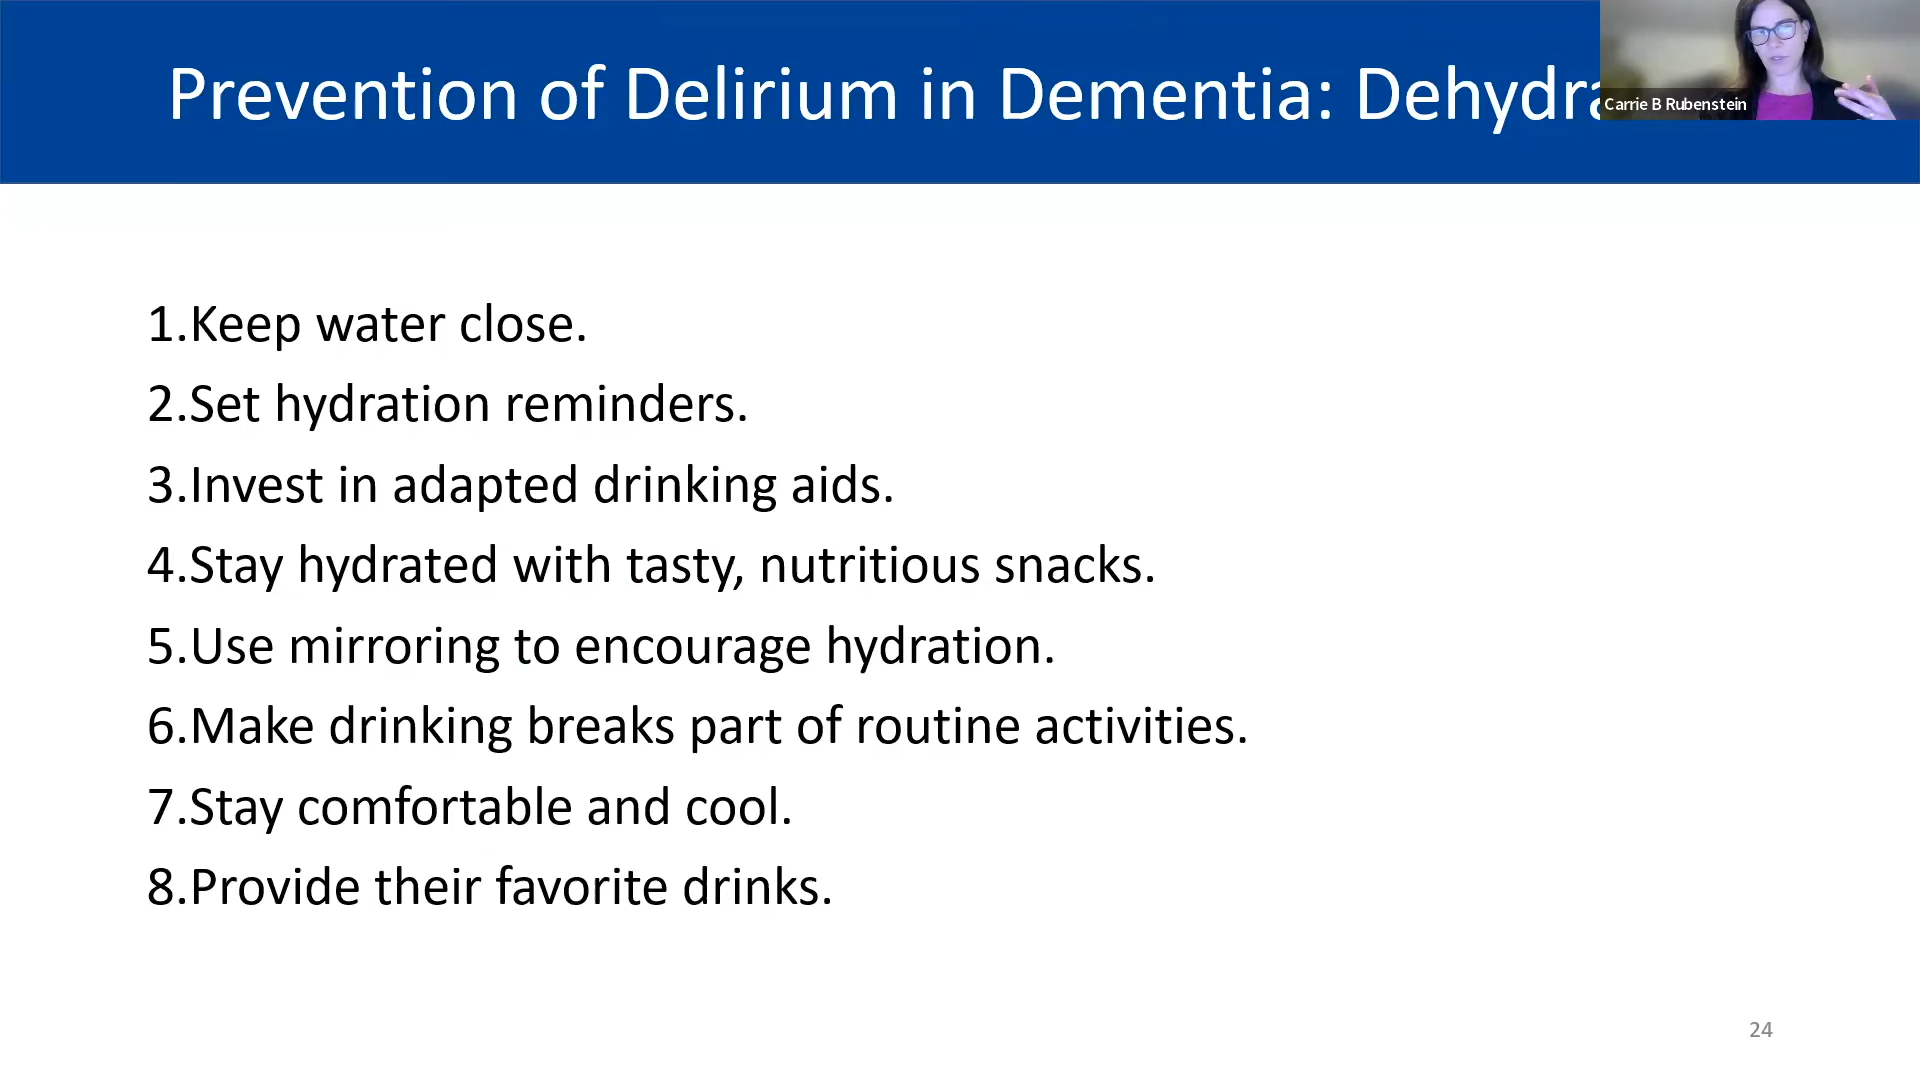 Prevention of Delirium in Dementia:
Carrie B Rubenstein
1.Keep water close.
2.Set hydration reminders.
3.Invest in adapted drinking aids.
4.Stay hydrated with tasty, nutritious snacks.
5.Use mirroring to encourage hydration.
6.Make drinking breaks part of routine activities.
7.Stay comfortable and cool.
8.Provide their favorite drinks.
24